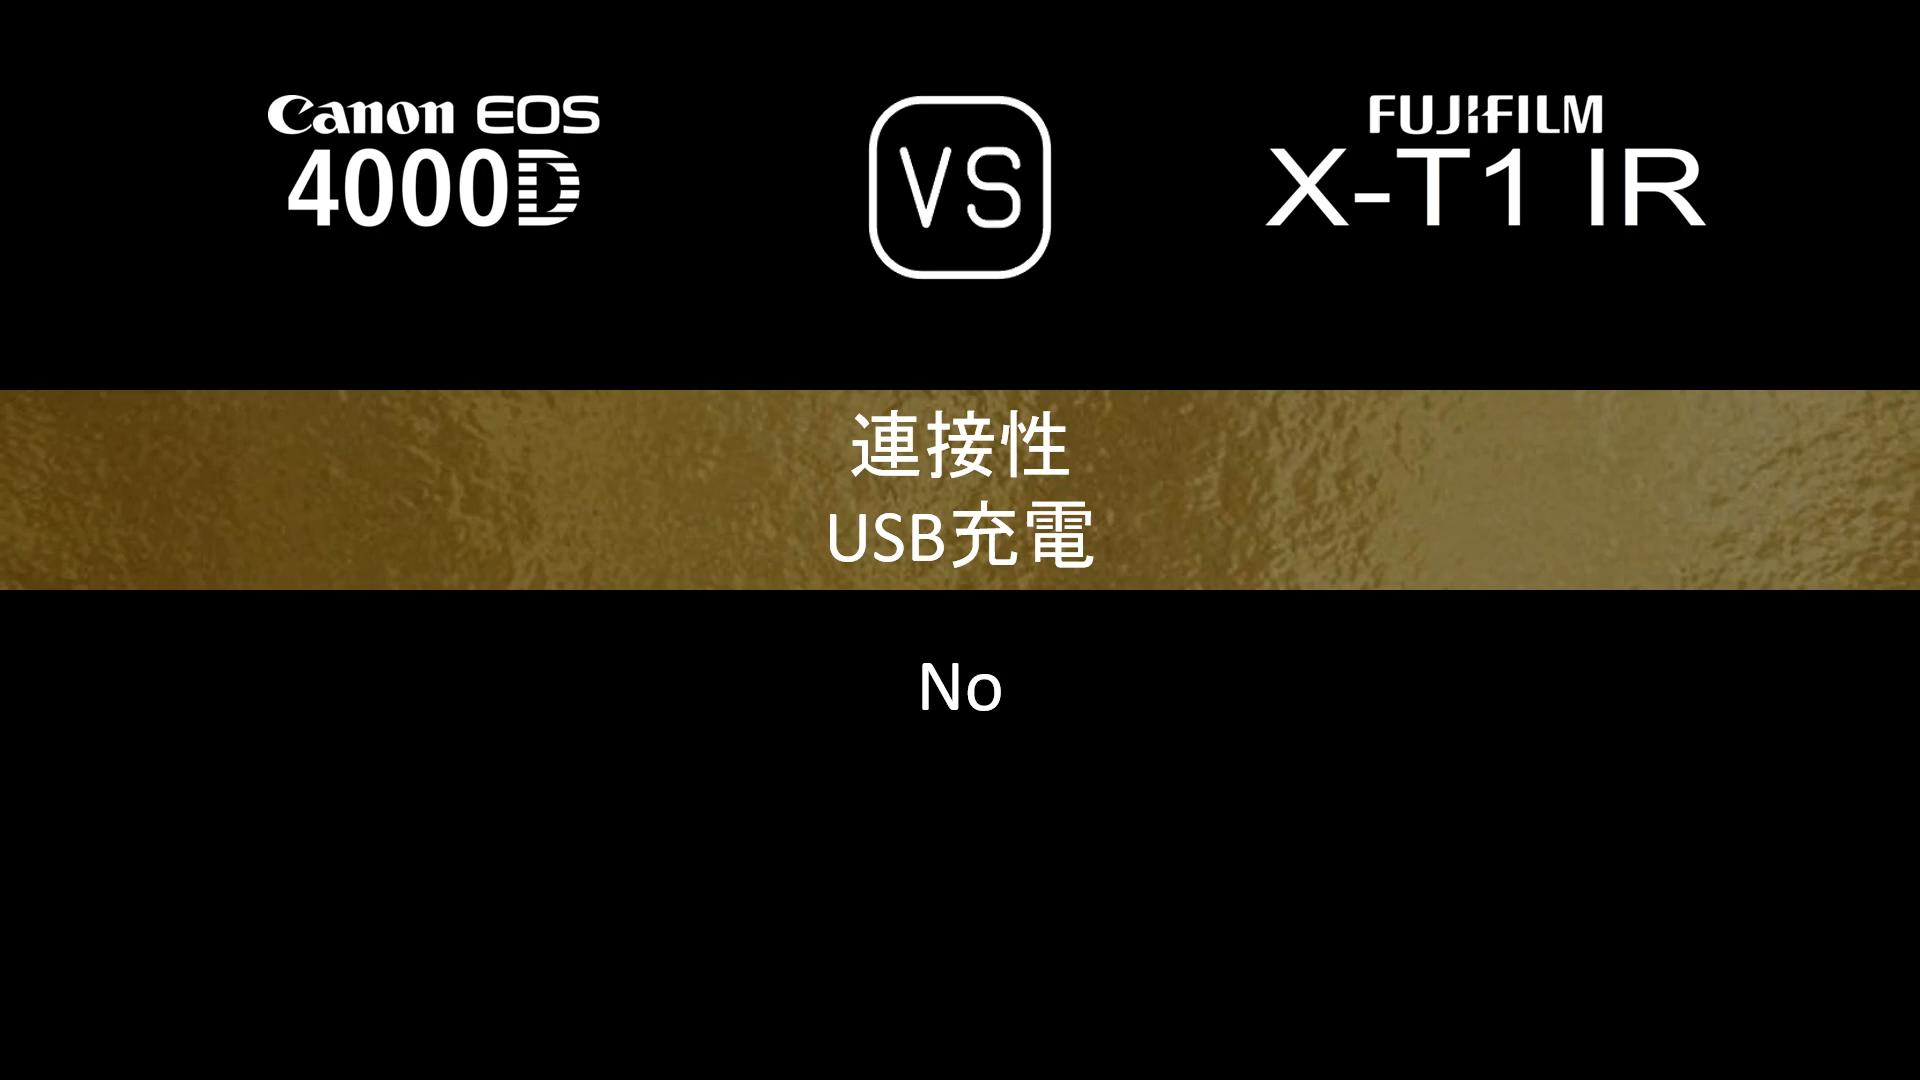 Canon EOS
4000D
VS
FUJIFILM
X-T1 IR
連接性
USB充電
No